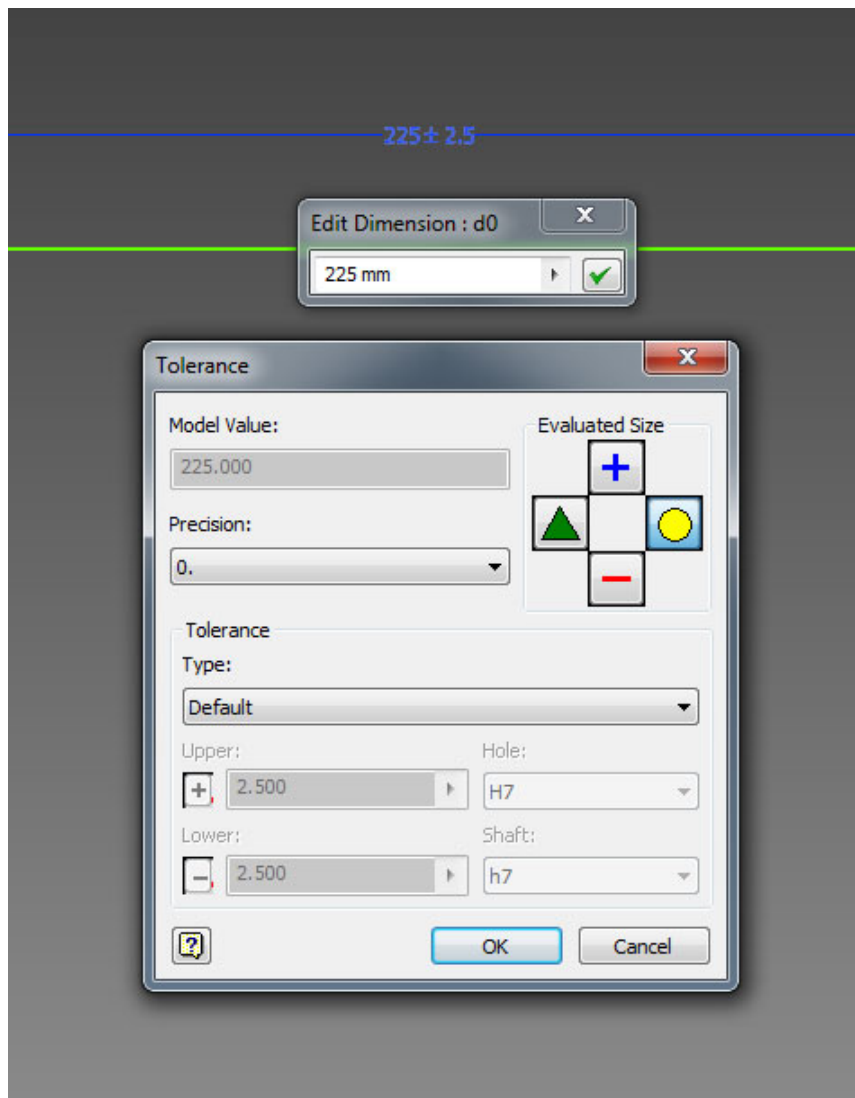 225± 2.5
Edit Dimension : d0
225 mm
Tolerance
Model Value:
Evaluated Size
225.000
Precision:
0.
Tolerance
Type:
Default
Upper: Hole:
2.500 H7
Lower: Shaft:
2.500 h7
OK Cancel